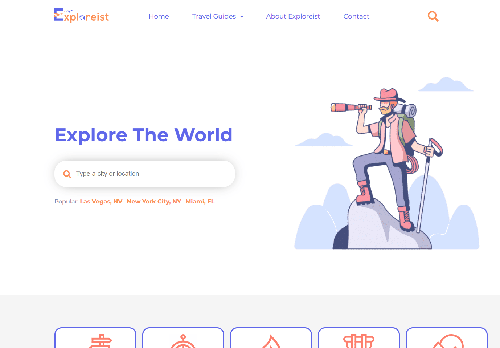 Exploreist
Home Travel Guides About Exploreist Contact
Explore The World
Type a city or location
Popular: Las Vegas, NV New York City, NY Miami, FL